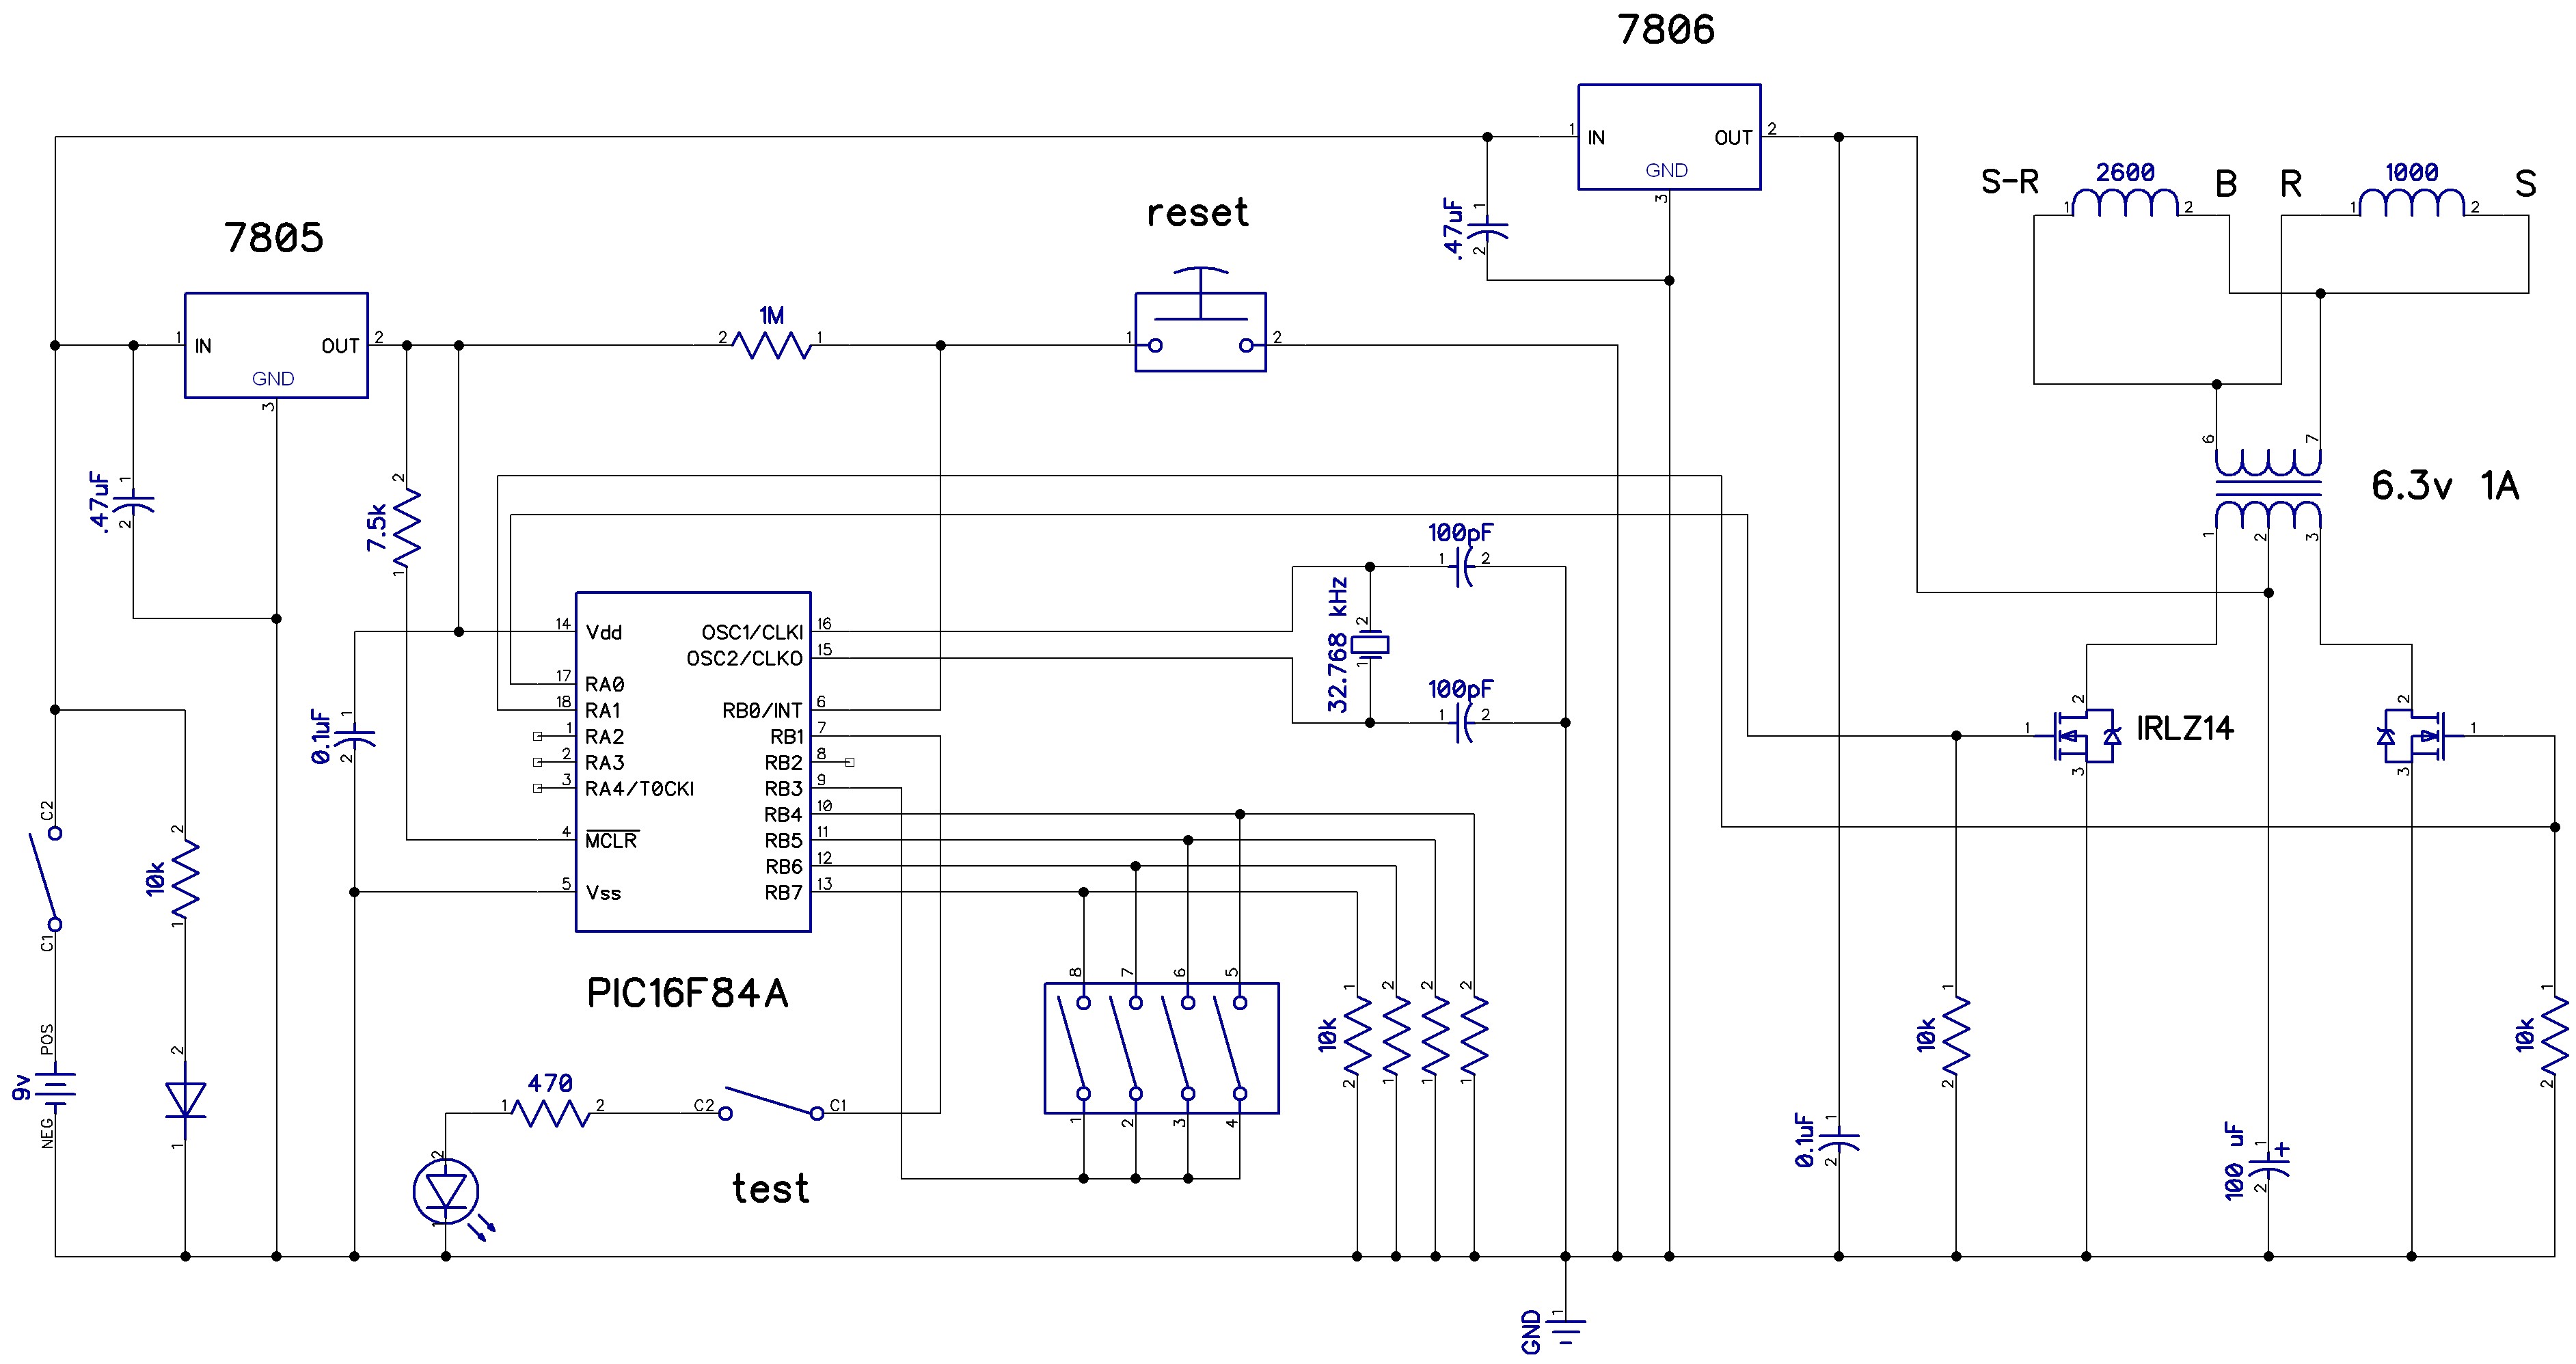 7806
1
IN
OUT
2
GND
3
.47uF
1
2
S-R
2600
1
2
B
R
1000
1
2
S
7805
1
IN
OUT
2
GND
3
.47uF
1
2
2
1M
1
reset
1
2
6
7
6.3v 1A
1
2
3
7.5k
2
1
100pF
1
2
32.768 kHz
2
1
100pF
1
2
14
Vdd
OSC1/CLKI
16
OSC2/CLKO
15
17
RA0
18
RA1
RB0/INT
6
1
RA2
RB1
7
2
RA3
RB2
8
3
RA4/T0CKI
RB3
9
RB4
10
4
MCLR
RB5
11
RB6
12
5
Vss
RB7
13
PIC16F84A
0.1uF
1
2
2
1
3
IRLZ14
2
1
3
C2
C1
10k
2
1
POS
9v
NEG
2
1
470
1
2
C2
C1
test
2
1
8
7
6
5
1
2
3
4
10k
1
2
2
1
2
1
2
1
10k
1
2
10k
1
2
0.1uF
1
2
100 uF
1
+
2
GND
1